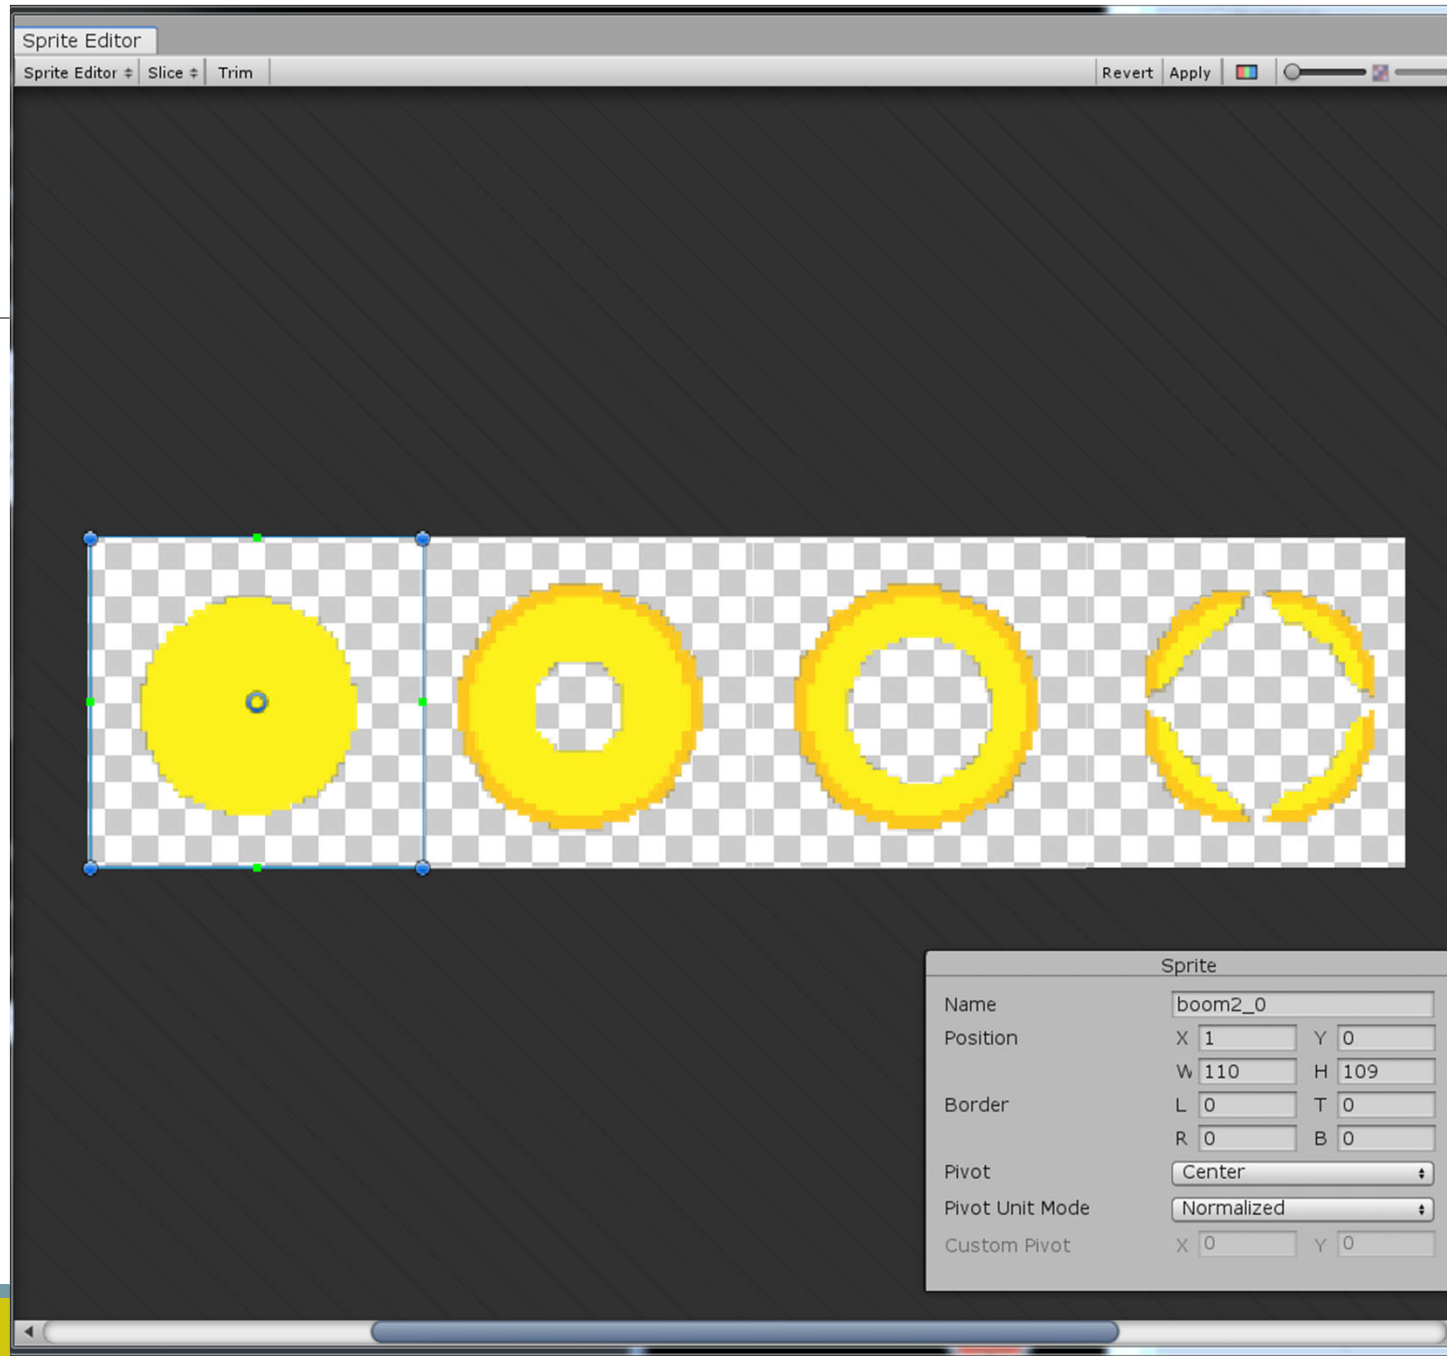 Sprite Editor
Sprite Editor Slice Trim Revert Apply
Sprite
Name boom2_0
Position X 1 Y 0
W 110 H 109
Border L 0 T 0
R 0 B 0
Pivot Center
Pivot Unit Mode Normalized
Custom Pivot X 0 Y 0